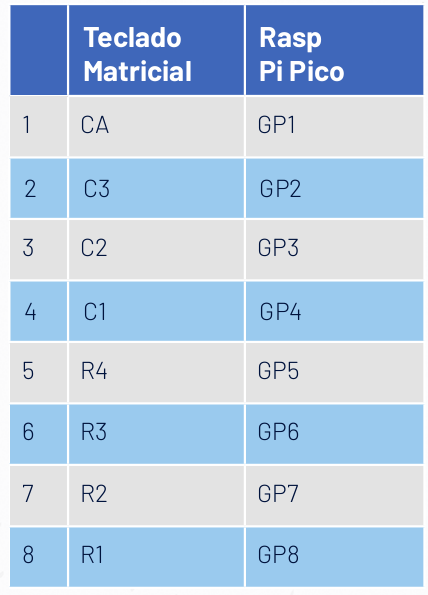 Teclado Matricial Rasp Pi Pico
1 CA GP1
2 C3 GP2
3 C2 GP3
4 C1 GP4
5 R4 GP5
6 R3 GP6
7 R2 GP7
8 R1 GP8